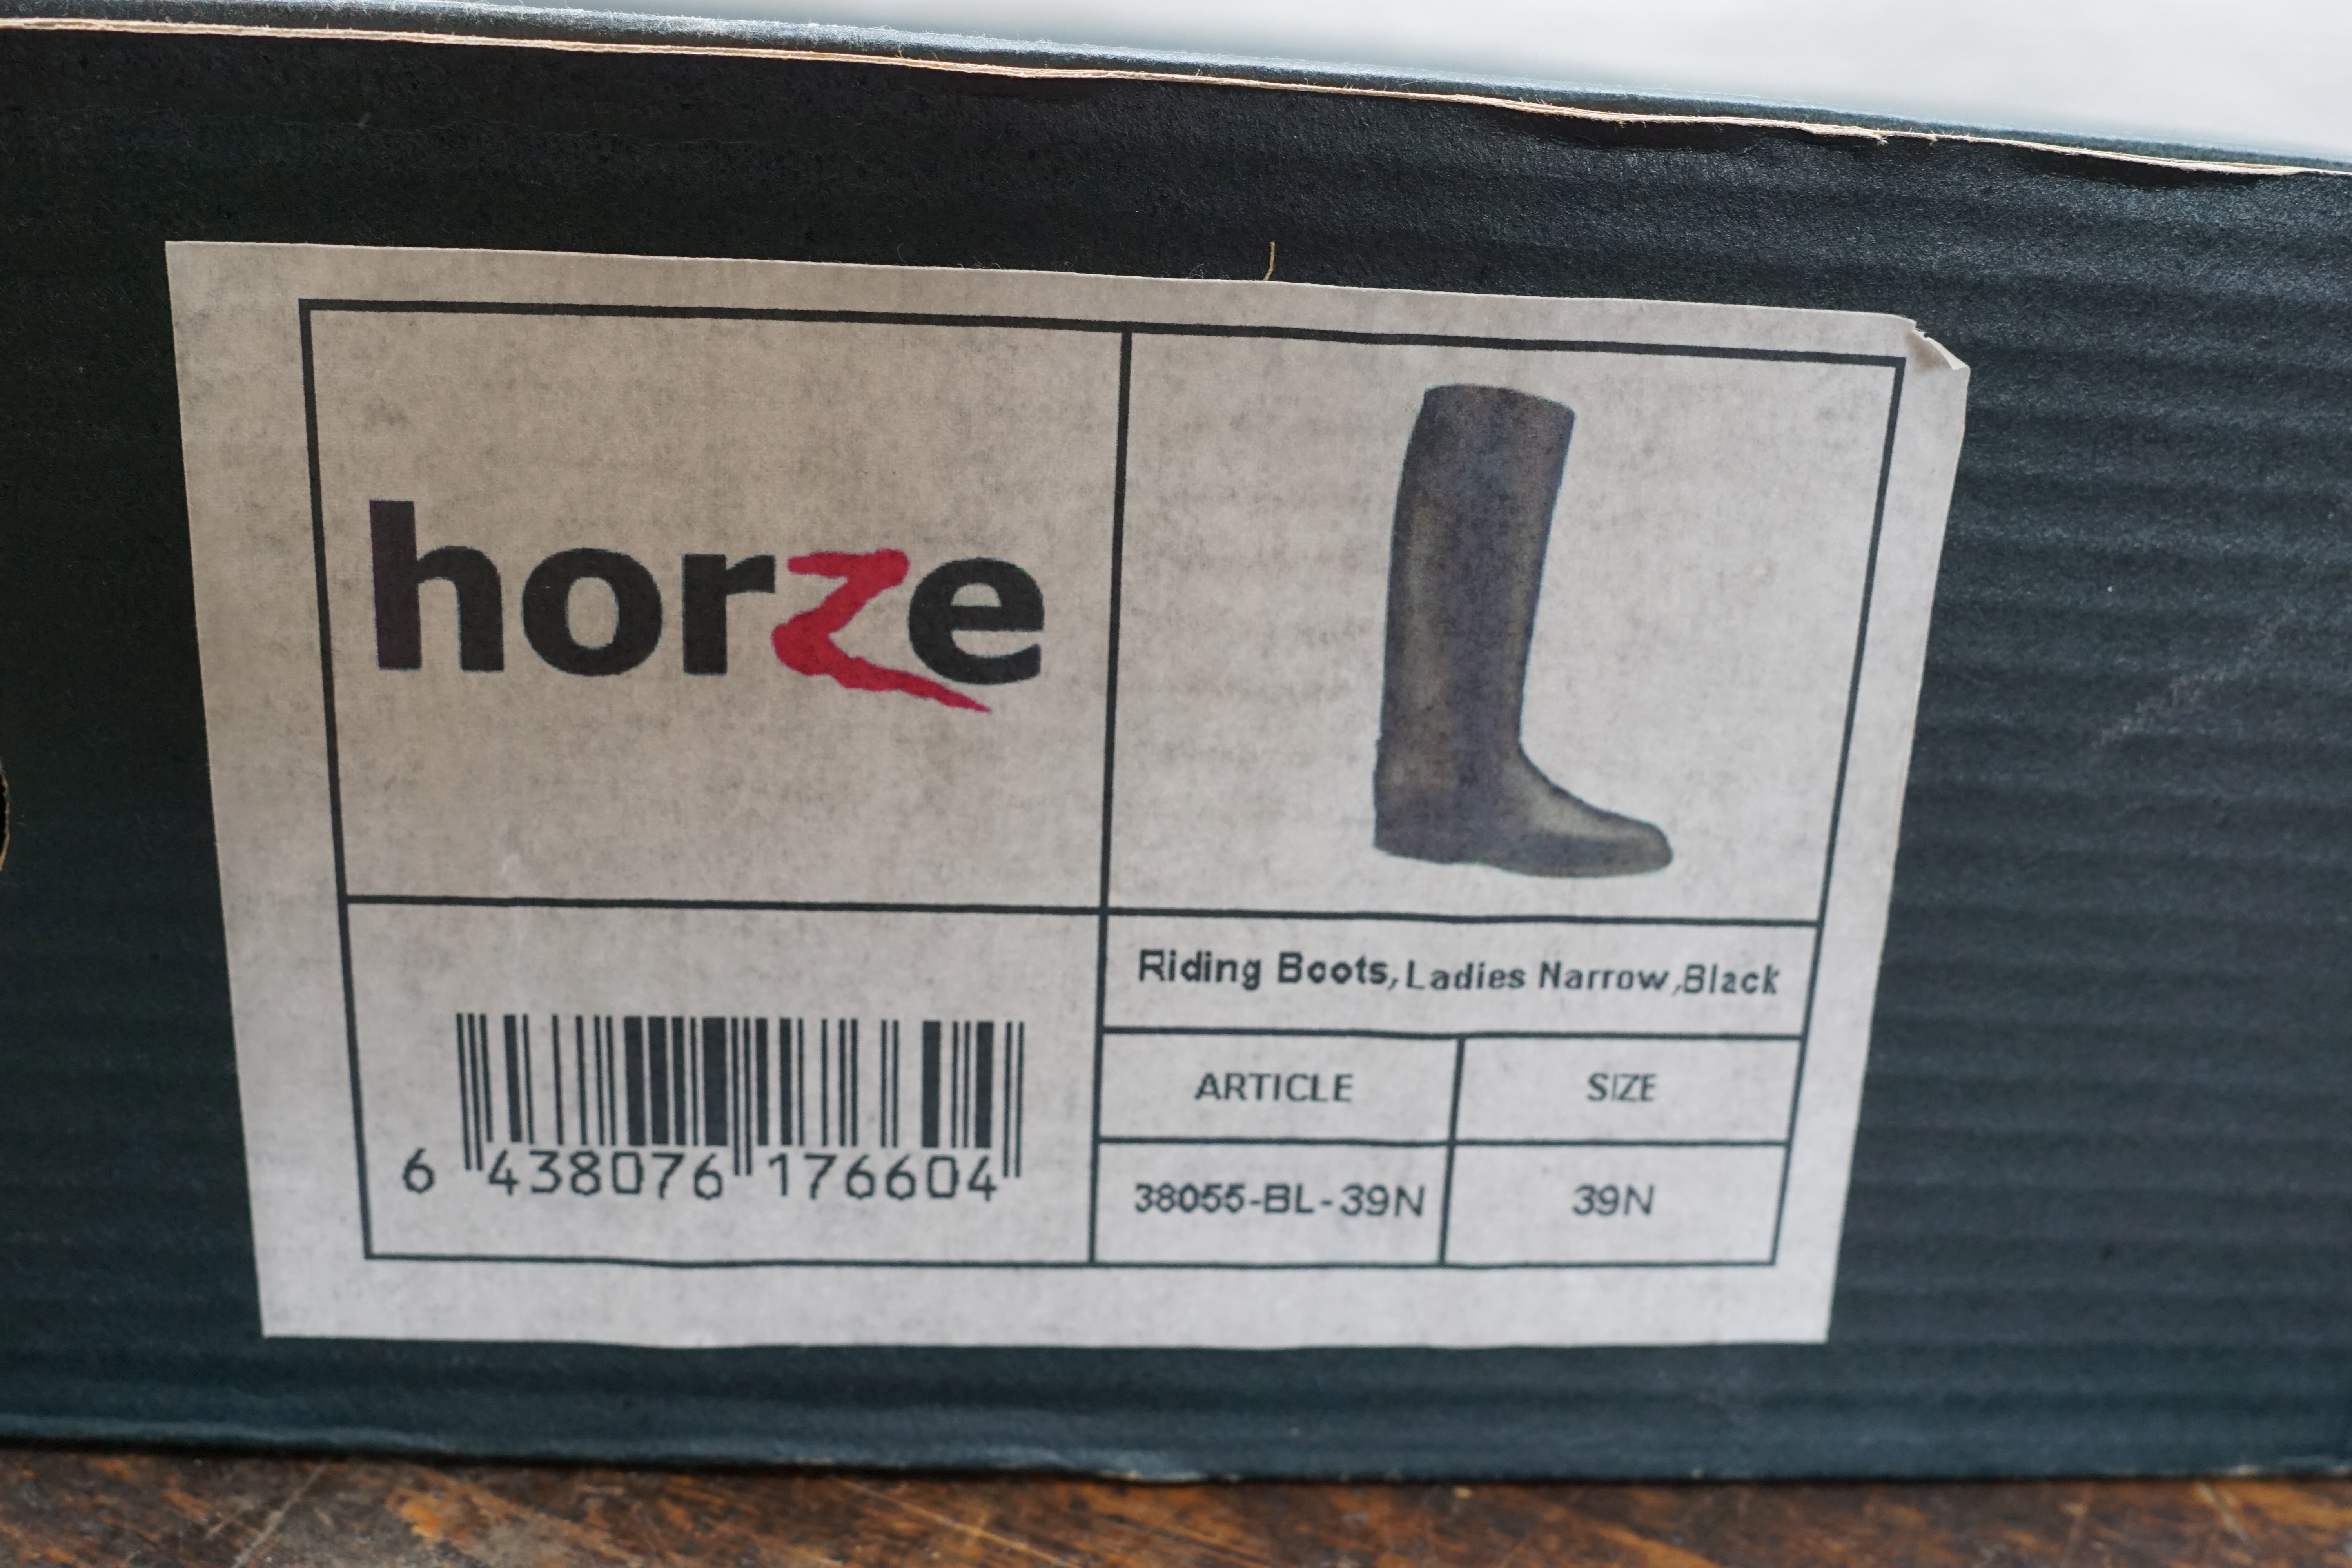 horze
Riding Boots, Ladies Narrow, Black
ARTICLE
SIZE
38055-BL-39N
39N
6 438076 176604